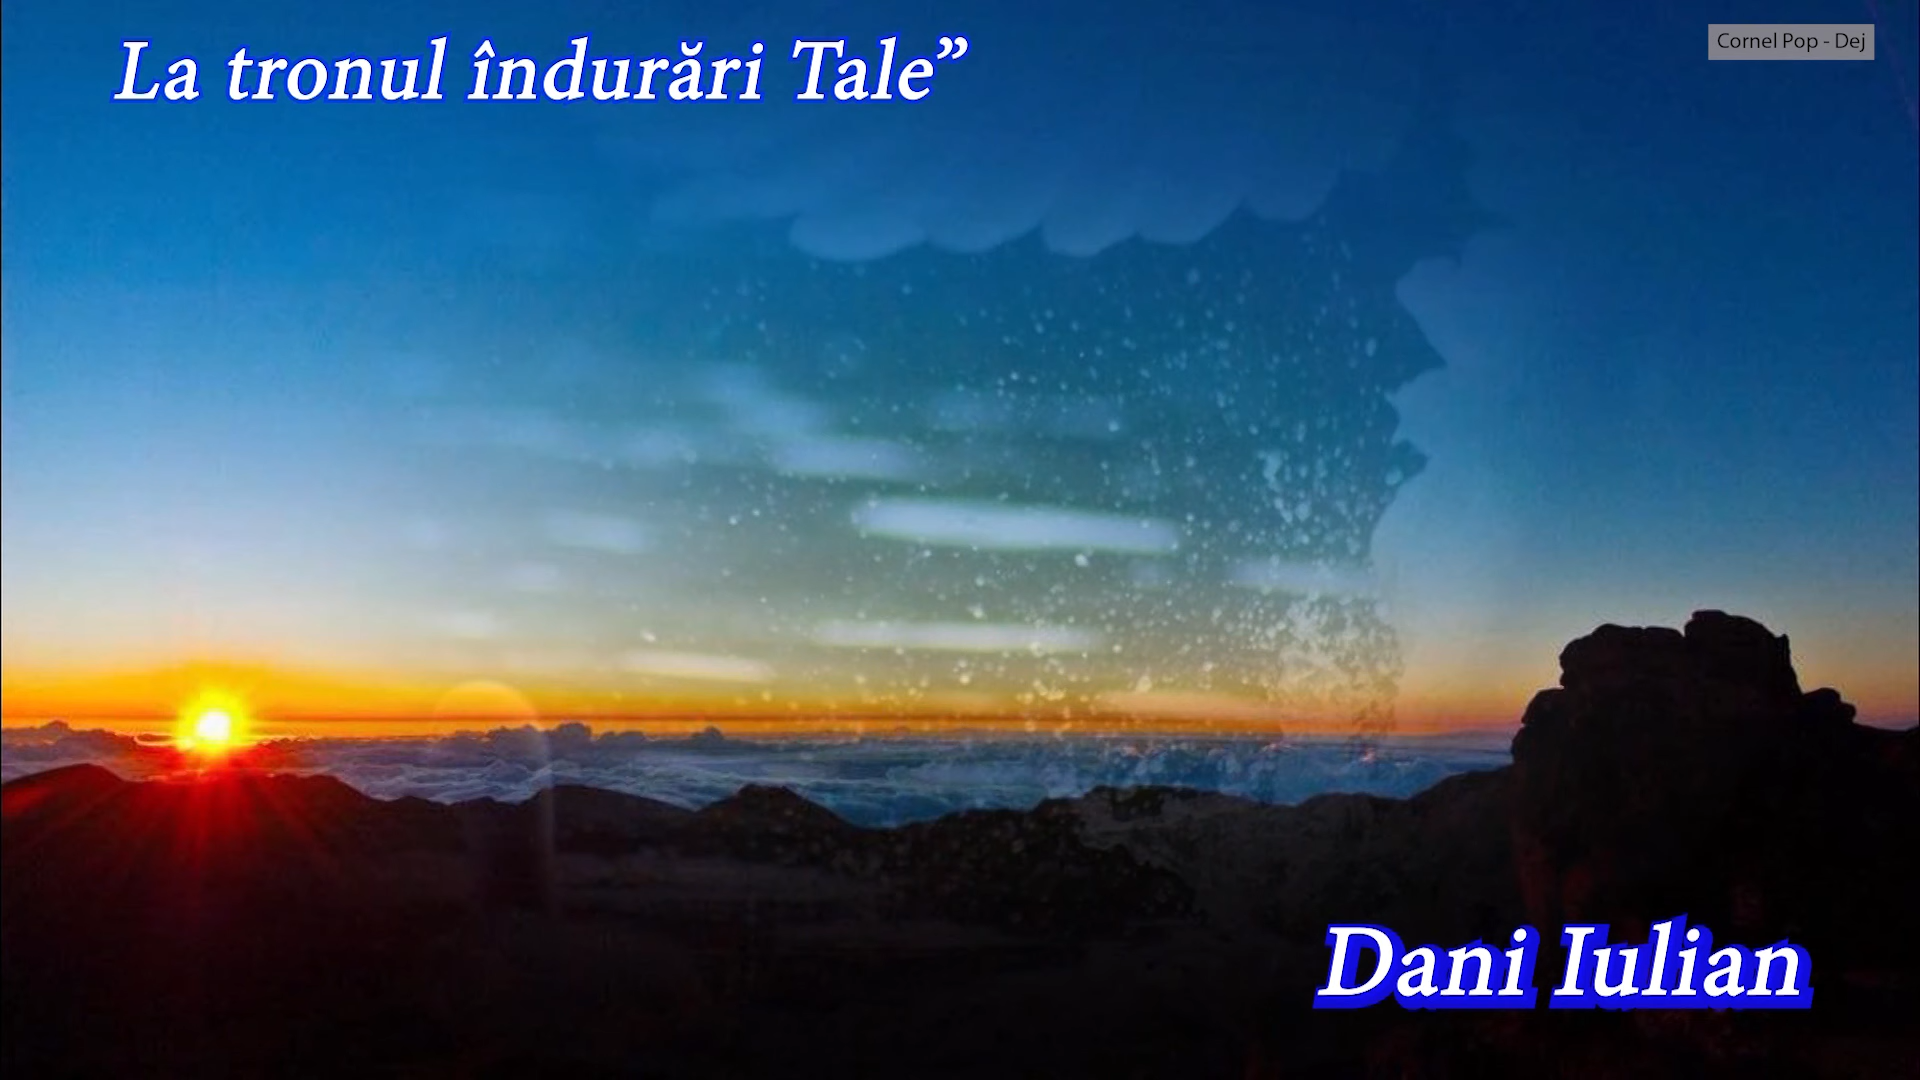 La tronul îndurări Tale”
Cornel Pop - Dej
Dani Iulian